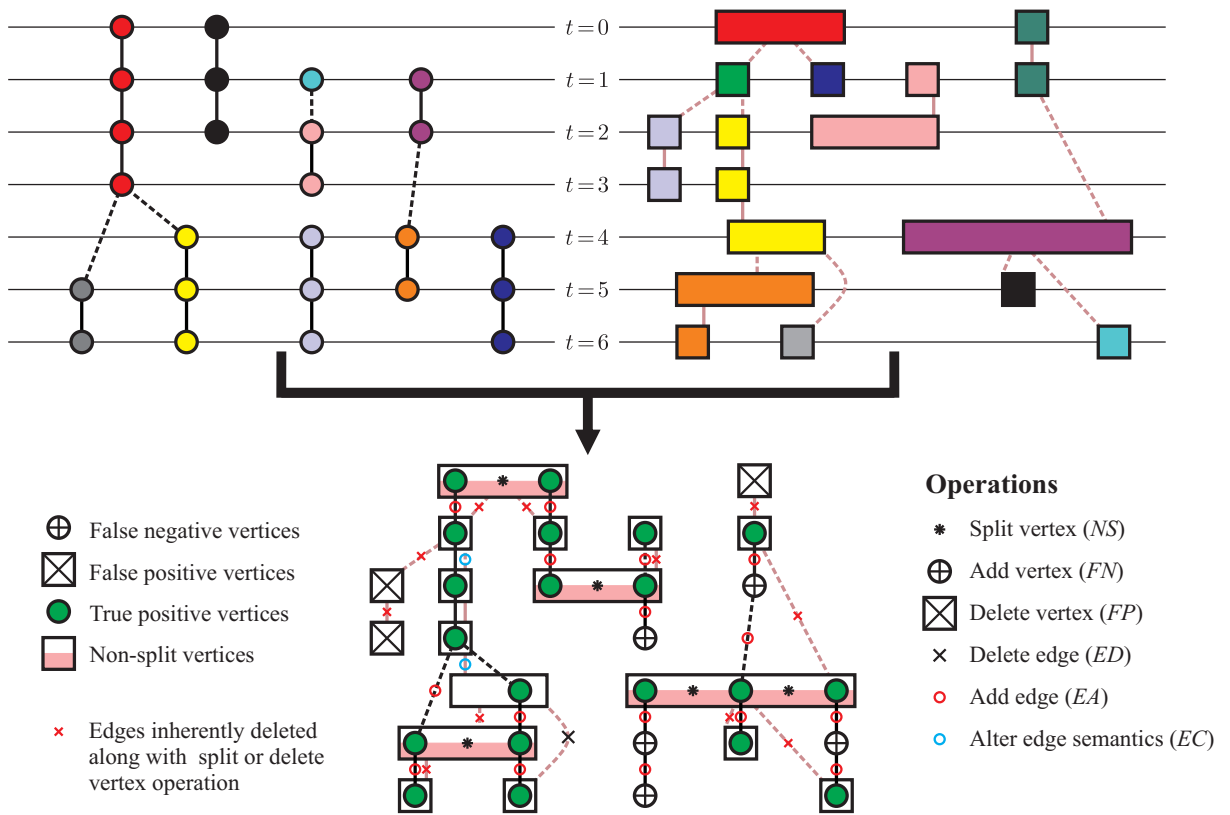 t=0
t=1
t=2
t=3
t=4
t=5
t=6
False negative vertices
False positive vertices
True positive vertices
Non-split vertices
Edges inherently deleted
along with split or delete
vertex operation
Operations
Split vertex (NS)
Add vertex (FN)
Delete vertex (FP)
Delete edge (ED)
Add edge (EA)
Alter edge semantics (EC)